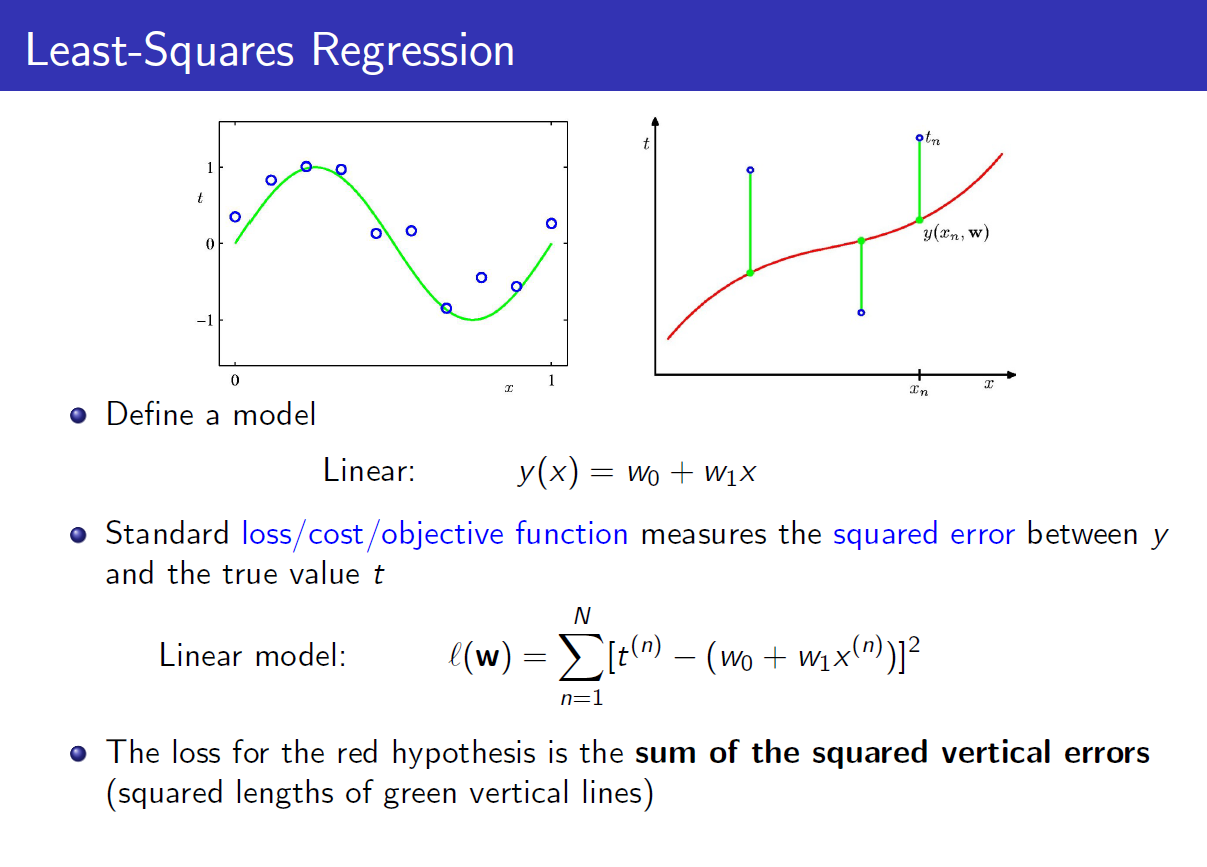 Least-Squares Regression
1
t
0
−1
0
x
1
t
tₙ
y(xₙ, w)
xₙ
x
Define a model
Linear: y(x) = w₀ + w₁x
Standard loss/cost/objective function measures the squared error between y
and the true value t
Linear model: ℓ(w) = ∑ₙ₌₁ᴺ [t⁽ⁿ⁾ − (w₀ + w₁x⁽ⁿ⁾)]²
The loss for the red hypothesis is the sum of the squared vertical errors
(squared lengths of green vertical lines)